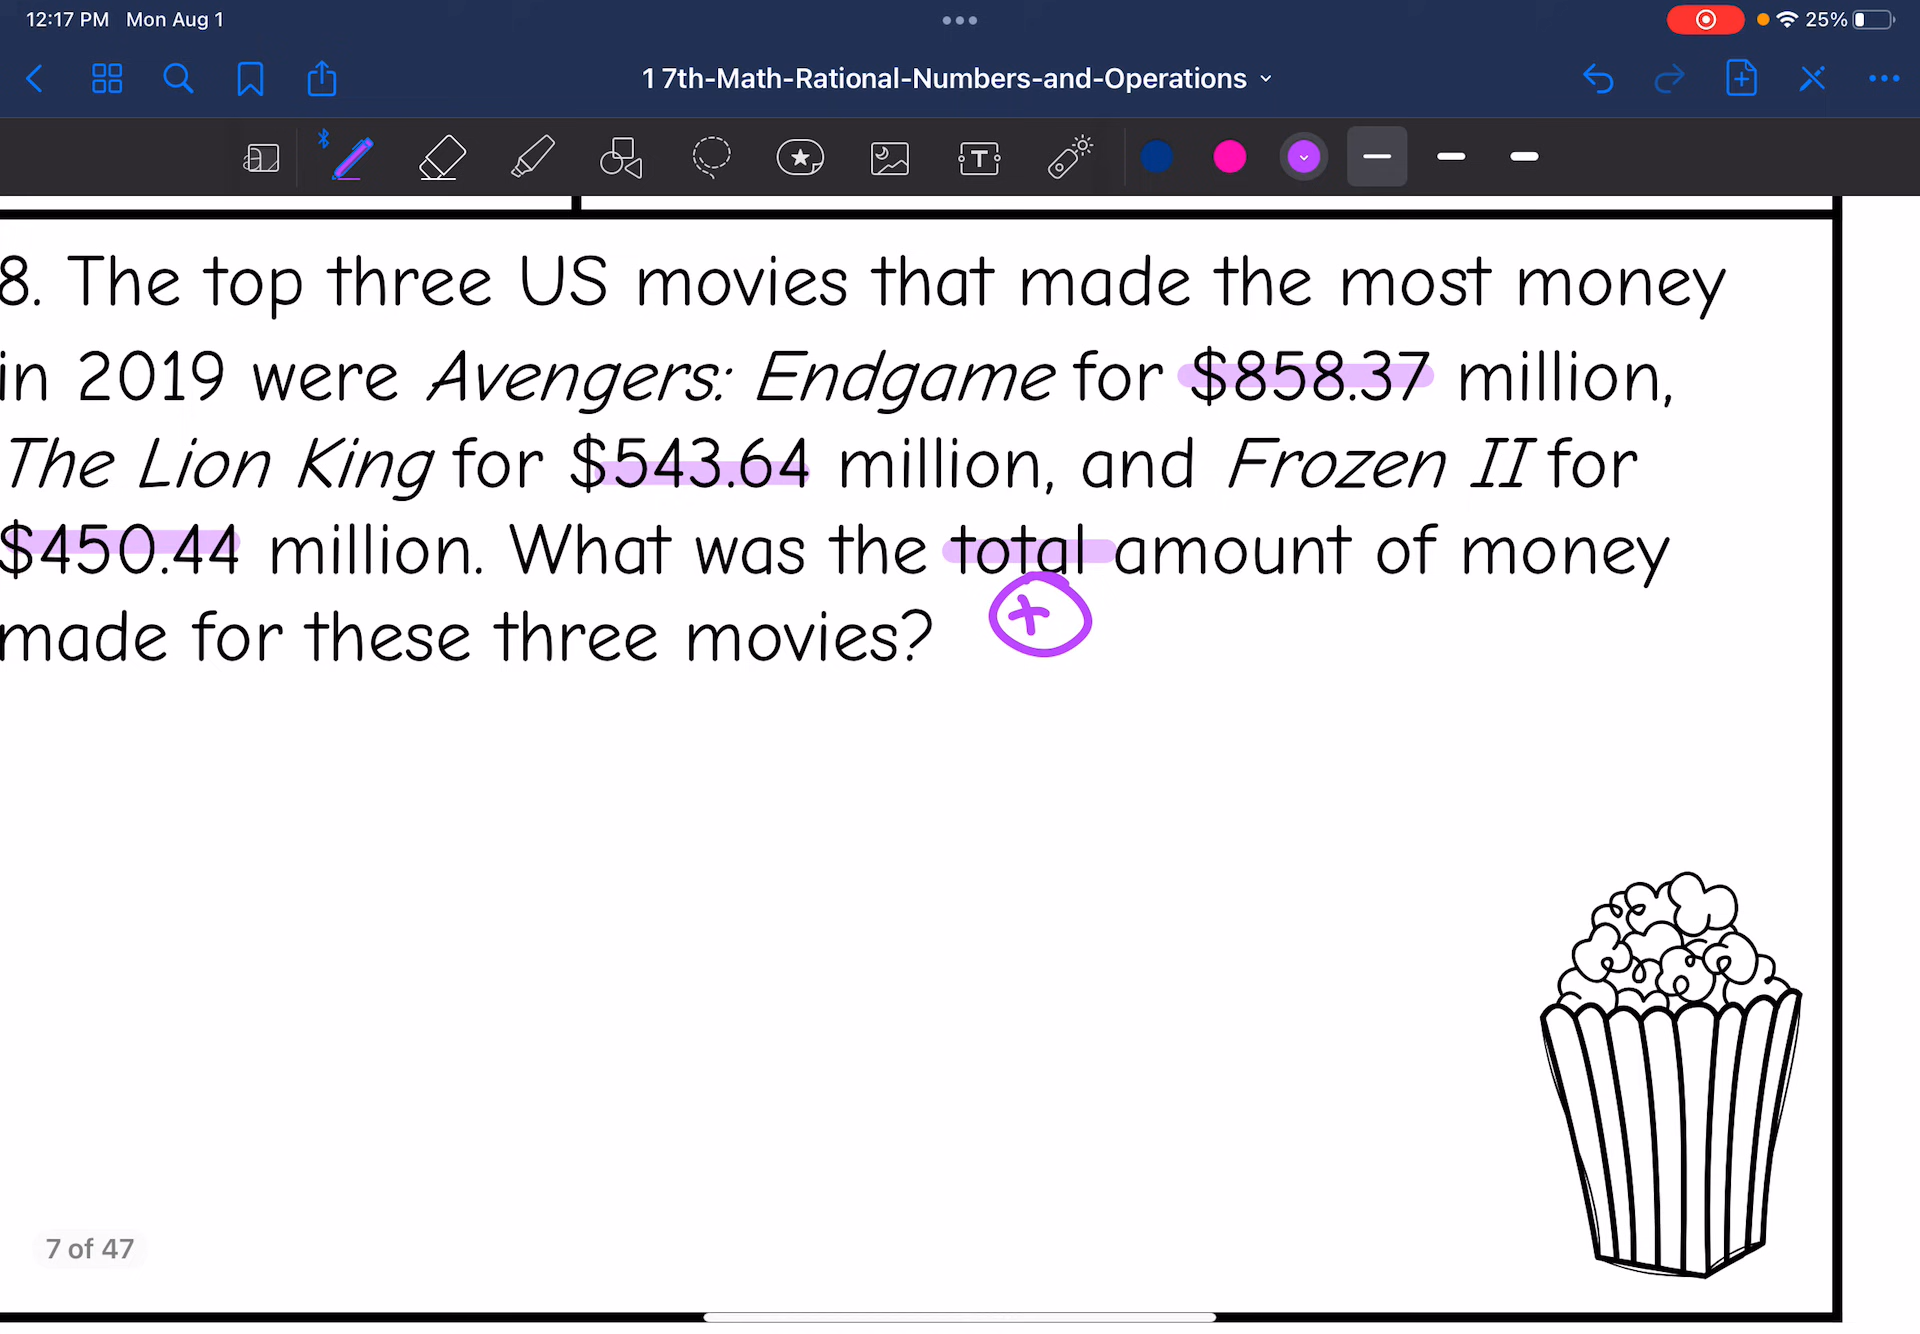 12:17 PM Mon Aug 1
25%
1 7th-Math-Rational-Numbers-and-Operations
T
8. The top three US movies that made the most money
in 2019 were Avengers: Endgame for $858.37 million,
The Lion King for $543.64 million, and Frozen II for
$450.44 million. What was the total amount of money
made for these three movies?
+
7 of 47